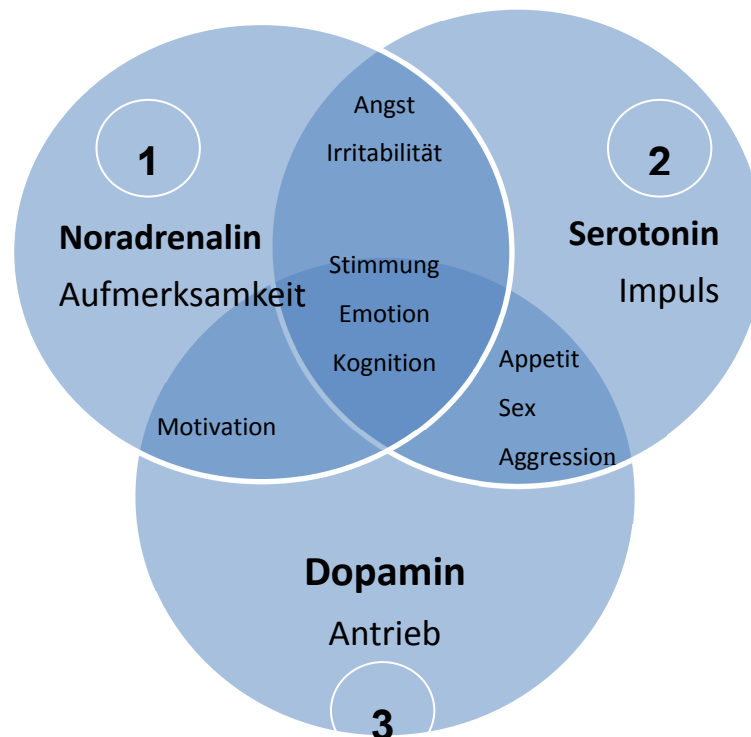 1
Noradrenalin
Aufmerksamkeit
2
Serotonin
Impuls
Angst
Irritabilität
Stimmung
Emotion
Kognition
Appetit
Sex
Aggression
Motivation
Dopamin
Antrieb
3